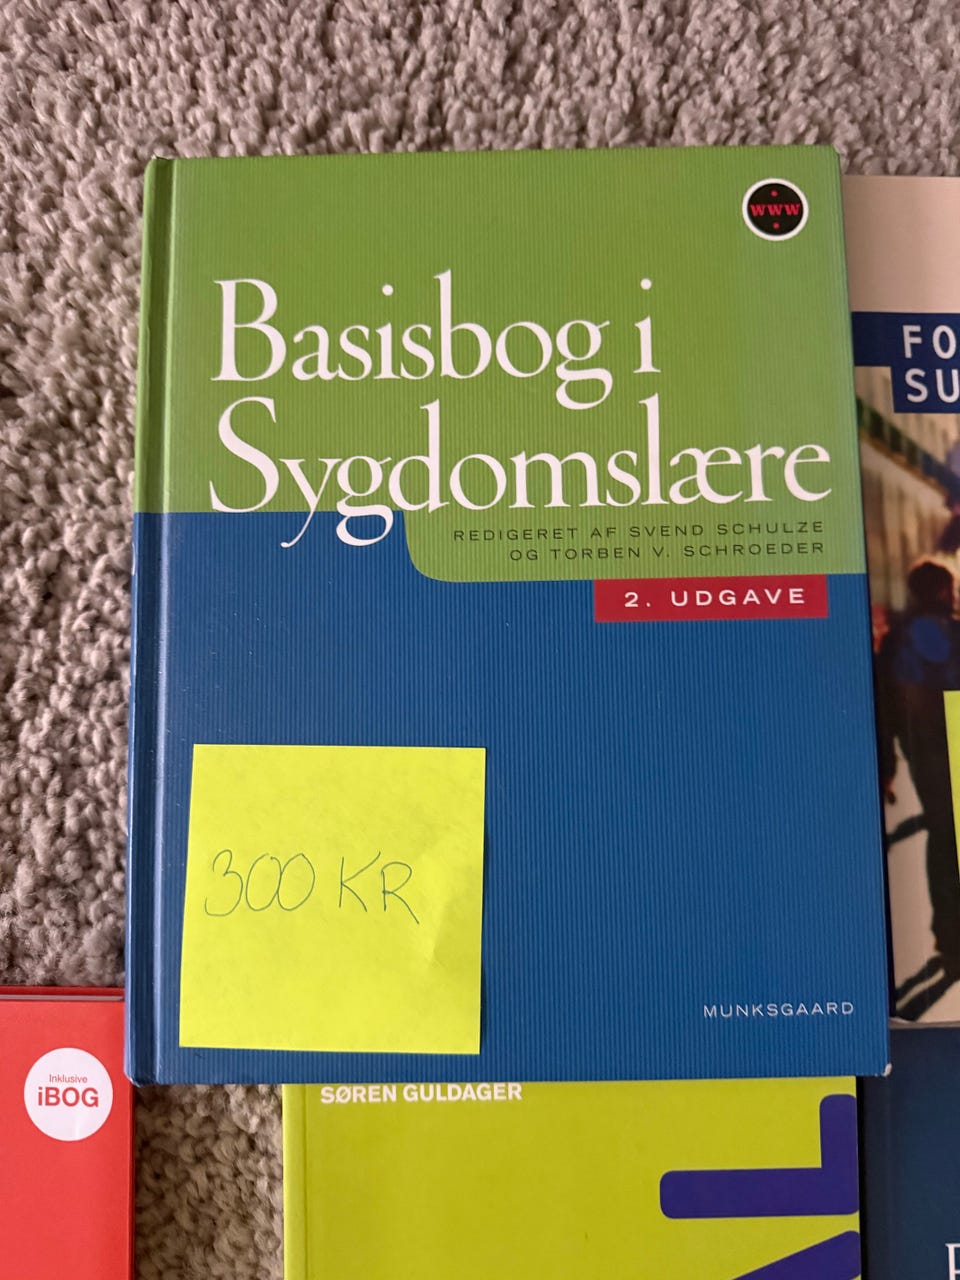 WWW
Basisbog i
Sygdomslære
REDIGERET AF SVEND SCHULZE
OG TORBEN V. SCHROEDER
2. UDGAVE
300 KR
MUNKSGAARD
FO
SU
Inklusive
iBOG
SØREN GULDAGER